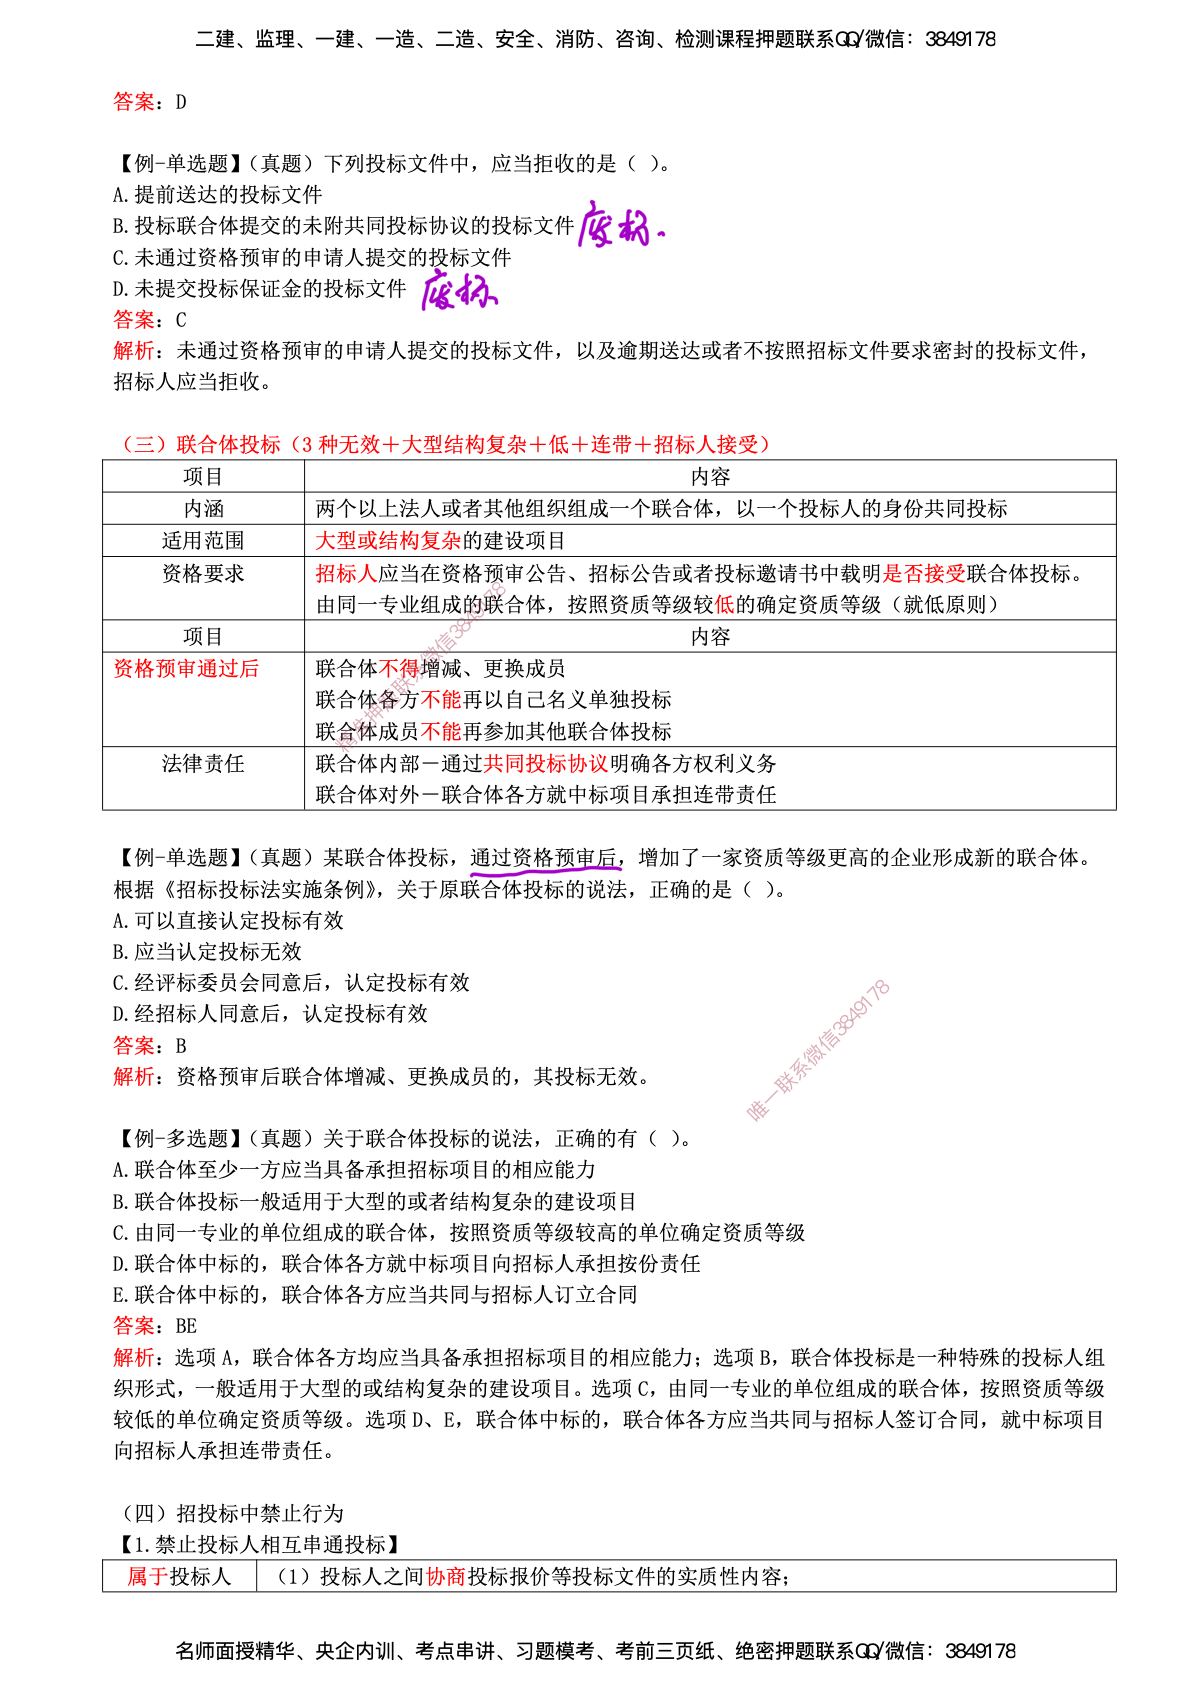 二建、监理、一建、一造、二造、安全、消防、咨询、检测课程押题联系QQ/微信：3849178
答案：D
【例-单选题】（真题）下列投标文件中，应当拒收的是（ ）。
A.提前送达的投标文件
B.投标联合体提交的未附共同投标协议的投标文件 废标.
C.未通过资格预审的申请人提交的投标文件
D.未提交投标保证金的投标文件 废标
答案：C
解析：未通过资格预审的申请人提交的投标文件，以及逾期送达或者不按照招标文件要求密封的投标文件，
招标人应当拒收。
（三）联合体投标（3 种无效＋大型结构复杂＋低＋连带＋招标人接受）
项目 内容
内涵 两个以上法人或者其他组织组成一个联合体，以一个投标人的身份共同投标
适用范围 大型或结构复杂的建设项目
资格要求 招标人应当在资格预审公告、招标公告或者投标邀请书中载明是否接受联合体投标。
由同一专业组成的联合体，按照资质等级较低的确定资质等级（就低原则）
项目 内容
资格预审通过后 联合体不得增减、更换成员
联合体各方不能再以自己名义单独投标
联合体成员不能再参加其他联合体投标
法律责任 联合体内部－通过共同投标协议明确各方权利义务
联合体对外－联合体各方就中标项目承担连带责任
精准押题联系微信3849178
【例-单选题】（真题）某联合体投标，通过资格预审后，增加了一家资质等级更高的企业形成新的联合体。
根据《招标投标法实施条例》，关于原联合体投标的说法，正确的是（ ）。
A.可以直接认定投标有效
B.应当认定投标无效
C.经评标委员会同意后，认定投标有效
D.经招标人同意后，认定投标有效
答案：B
解析：资格预审后联合体增减、更换成员的，其投标无效。
唯一联系微信3849178
【例-多选题】（真题）关于联合体投标的说法，正确的有（ ）。
A.联合体至少一方应当具备承担招标项目的相应能力
B.联合体投标一般适用于大型的或者结构复杂的建设项目
C.由同一专业的单位组成的联合体，按照资质等级较高的单位确定资质等级
D.联合体中标的，联合体各方就中标项目向招标人承担按份责任
E.联合体中标的，联合体各方应当共同与招标人订立合同
答案：BE
解析：选项 A，联合体各方均应当具备承担招标项目的相应能力；选项 B，联合体投标是一种特殊的投标人组
织形式，一般适用于大型的或结构复杂的建设项目。选项 C，由同一专业的单位组成的联合体，按照资质等级
较低的单位确定资质等级。选项 D、E，联合体中标的，联合体各方应当共同与招标人签订合同，就中标项目
向招标人承担连带责任。
（四）招投标中禁止行为
【1.禁止投标人相互串通投标】
属于投标人 （1）投标人之间协商投标报价等投标文件的实质性内容；
名师面授精华、央企内训、考点串讲、习题模考、考前三页纸、绝密押题联系QQ/微信：3849178